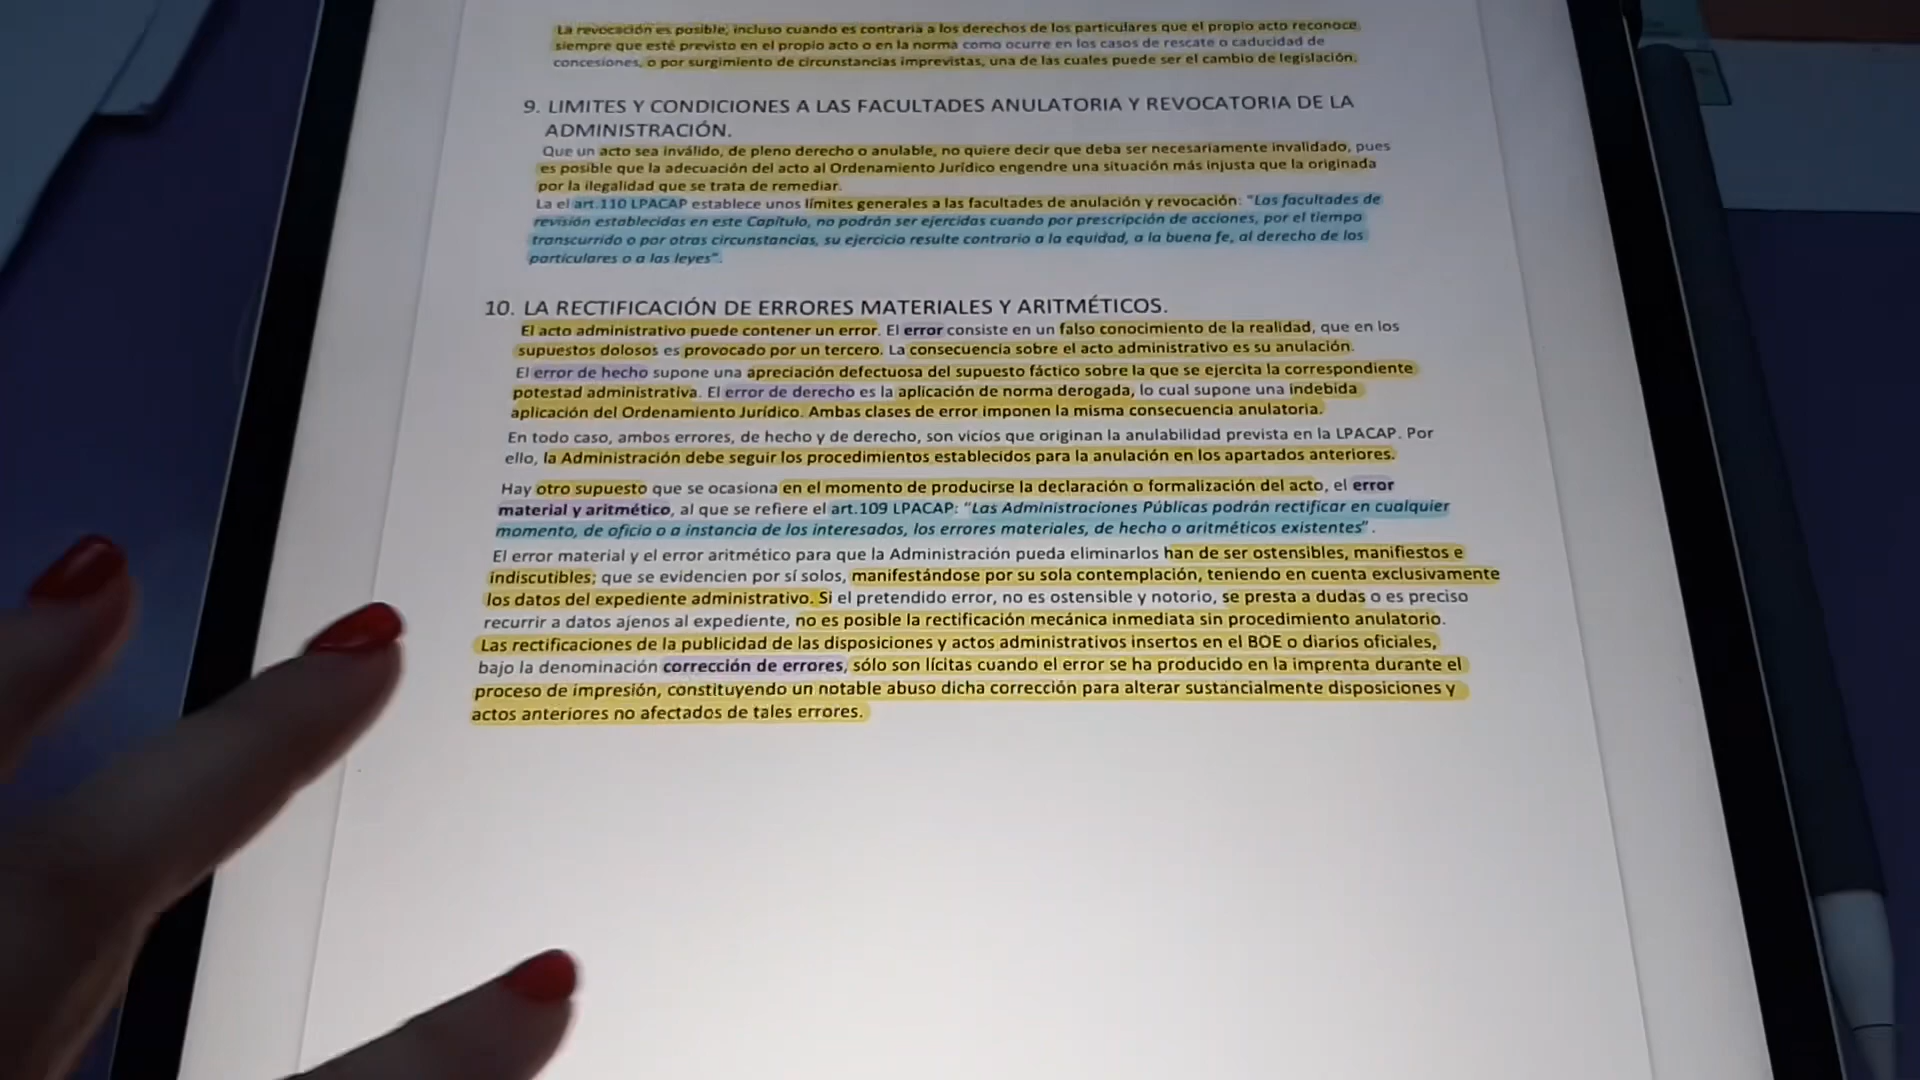 La revocación es posible, incluso cuando es contraria a los derechos de los particulares que el propio acto reconoce,
siempre que esté previsto en el propio acto o en la norma como ocurre en los casos de rescate o caducidad de
concesiones, o por surgimiento de circunstancias imprevistas, una de las cuales puede ser el cambio de legislación.
9. LIMITES Y CONDICIONES A LAS FACULTADES ANULATORIA Y REVOCATORIA DE LA
ADMINISTRACIÓN.
Que un acto sea inválido, de pleno derecho o anulable, no quiere decir que deba ser necesariamente invalidado, pues
es posible que la adecuación del acto al Ordenamiento Jurídico engendre una situación más injusta que la originada
por la ilegalidad que se trata de remediar.
La el art.110 LPACAP establece unos límites generales a las facultades de anulación y revocación: "Las facultades de
revisión establecidas en este Capítulo, no podrán ser ejercidas cuando por prescripción de acciones, por el tiempo
transcurrido o por otras circunstancias, su ejercicio resulte contrario a la equidad, a la buena fe, al derecho de los
particulares o a las leyes".
10. LA RECTIFICACIÓN DE ERRORES MATERIALES Y ARITMÉTICOS.
El acto administrativo puede contener un error. El error consiste en un falso conocimiento de la realidad, que en los
supuestos dolosos es provocado por un tercero. La consecuencia sobre el acto administrativo es su anulación.
El error de hecho supone una apreciación defectuosa del supuesto fáctico sobre la que se ejercita la correspondiente
potestad administrativa. El error de derecho es la aplicación de norma derogada, lo cual supone una indebida
aplicación del Ordenamiento Jurídico. Ambas clases de error imponen la misma consecuencia anulatoria.
En todo caso, ambos errores, de hecho y de derecho, son vicios que originan la anulabilidad prevista en la LPACAP. Por
ello, la Administración debe seguir los procedimientos establecidos para la anulación en los apartados anteriores.
Hay otro supuesto que se ocasiona en el momento de producirse la declaración o formalización del acto, el error
material y aritmético, al que se refiere el art.109 LPACAP: "Las Administraciones Públicas podrán rectificar en cualquier
momento, de oficio o a instancia de los interesados, los errores materiales, de hecho o aritméticos existentes".
El error material y el error aritmético para que la Administración pueda eliminarlos han de ser ostensibles, manifiestos e
indiscutibles; que se evidencien por sí solos, manifestándose por su sola contemplación, teniendo en cuenta exclusivamente
los datos del expediente administrativo. Si el pretendido error, no es ostensible y notorio, se presta a dudas o es preciso
recurrir a datos ajenos al expediente, no es posible la rectificación mecánica inmediata sin procedimiento anulatorio.
Las rectificaciones de la publicidad de las disposiciones y actos administrativos insertos en el BOE o diarios oficiales,
bajo la denominación corrección de errores, sólo son lícitas cuando el error se ha producido en la imprenta durante el
proceso de impresión, constituyendo un notable abuso dicha corrección para alterar sustancialmente disposiciones y
actos anteriores no afectados de tales errores.